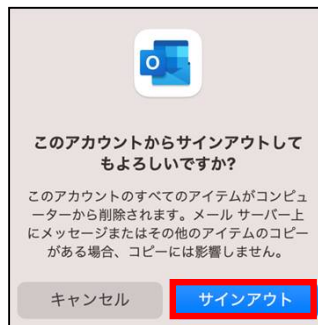 このアカウントからサインアウトして
もよろしいですか?
このアカウントのすべてのアイテムがコンピュ
ーターから削除されます。メール サーバー上
にメッセージまたはその他のアイテムのコピー
がある場合、コピーには影響しません。
キャンセル
サインアウト